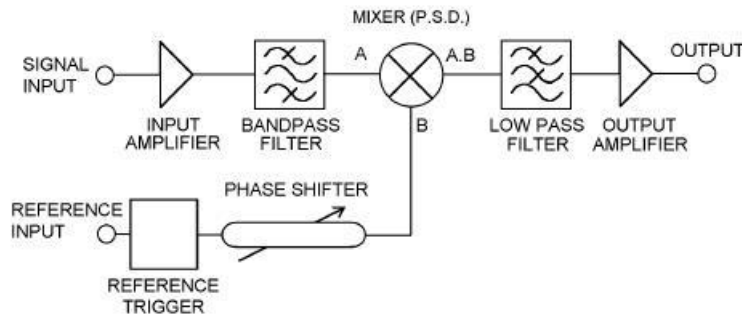 MIXER (P.S.D.)
SIGNAL
INPUT
A
A.B
OUTPUT
B
INPUT
AMPLIFIER
BANDPASS
FILTER
LOW PASS
FILTER
OUTPUT
AMPLIFIER
PHASE SHIFTER
REFERENCE
INPUT
REFERENCE
TRIGGER